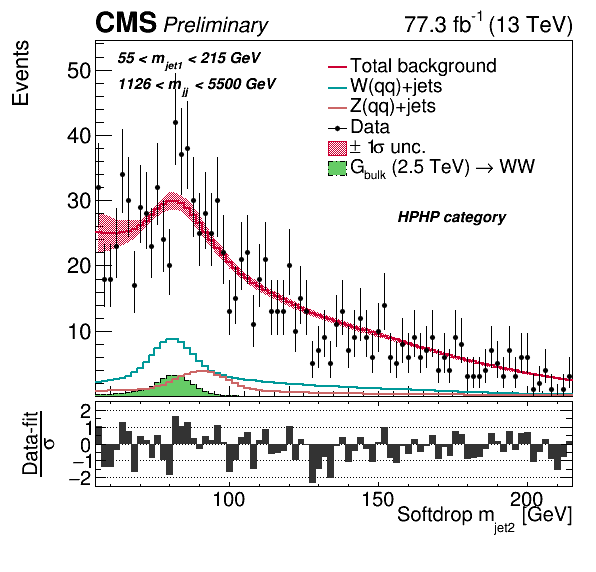 CMS Preliminary 77.3 fb-1 (13 TeV)
55 < mjet1 < 215 GeV
1126 < mjj < 5500 GeV
Total background
W(qq)+jets
Z(qq)+jets
Data
± 1σ unc.
Gbulk (2.5 TeV) → WW
HPHP category
Events
50
40
30
20
10
Data-fit
σ
2
1
0
−1
−2
100 150 200
Softdrop mjet2 [GeV]